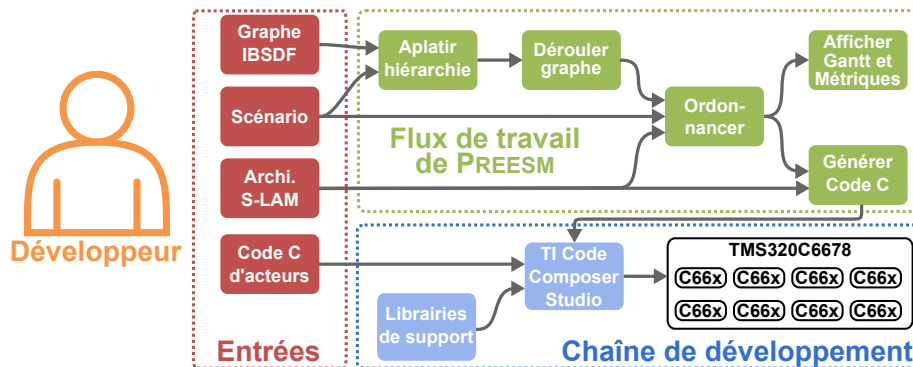 Développeur
Graphe
IBSDF
Scénario
Archi.
S-LAM
Code C
d'acteurs
Entrées
Aplatir
hiérarchie
Dérouler
graphe
Ordon-
nancer
Afficher
Gantt et
Métriques
Générer
Code C
Flux de travail
de PREESM
Librairies
de support
TI Code
Composer
Studio
TMS320C6678
C66x C66x C66x C66x
C66x C66x C66x C66x
Chaîne de développement